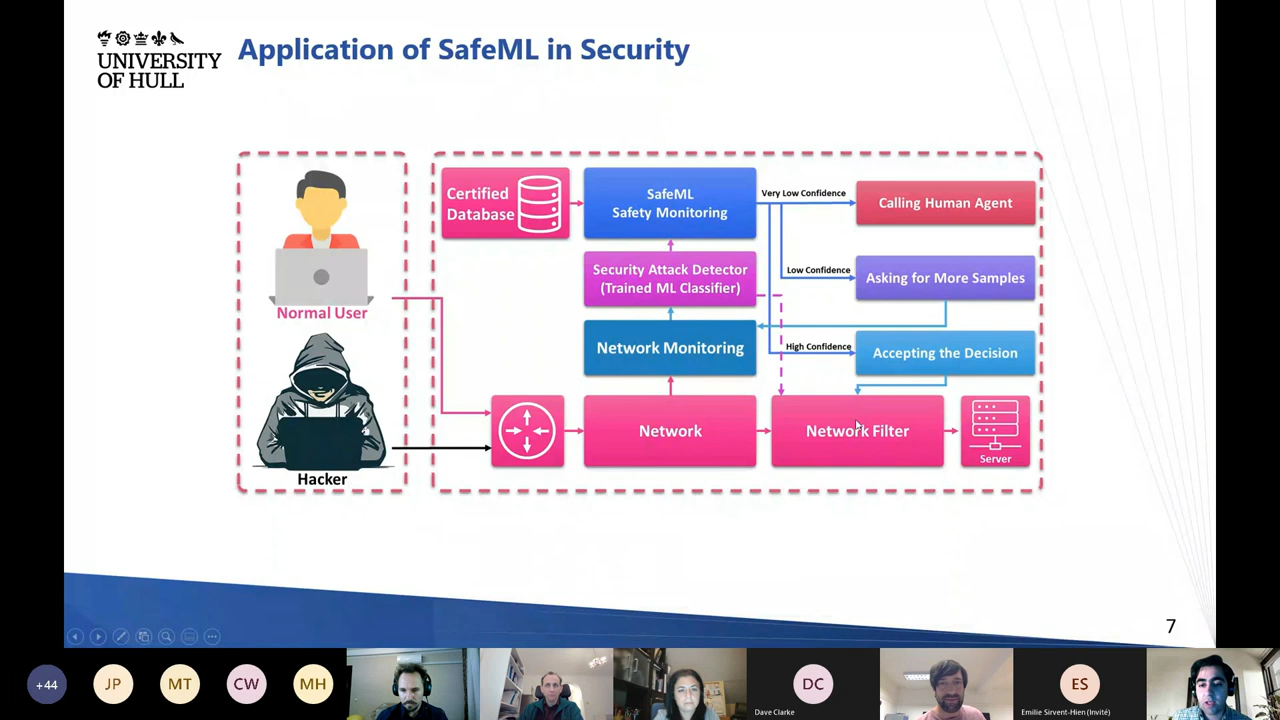 UNIVERSITY
OF HULL
Application of SafeML in Security
Normal User
Hacker
Certified
Database
SafeML
Safety Monitoring
Security Attack Detector
(Trained ML Classifier)
Network Monitoring
Network
Very Low Confidence
Calling Human Agent
Low Confidence
Asking for More Samples
High Confidence
Accepting the Decision
Network Filter
Server
7
+44
JP
MT
CW
MH
DC
Dave Clarke
ES
Emilie Sirvent-Hien (Invité)